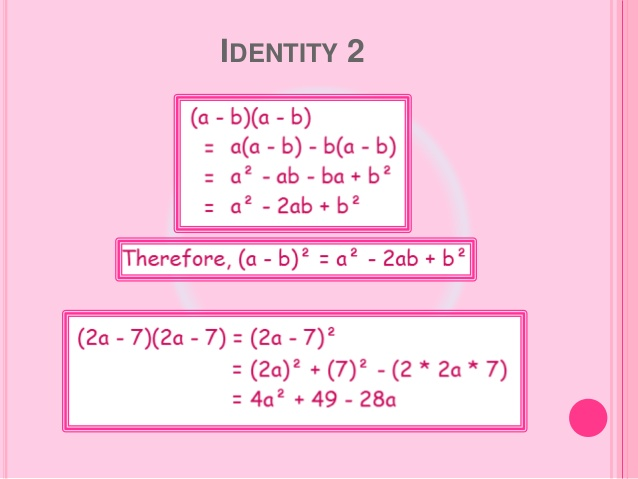 IDENTITY 2
(a - b)(a - b)
= a(a - b) - b(a - b)
= a² - ab - ba + b²
= a² - 2ab + b²
Therefore, (a - b)² = a² - 2ab + b²
(2a - 7)(2a - 7) = (2a - 7)²
= (2a)² + (7)² - (2 * 2a * 7)
= 4a² + 49 - 28a